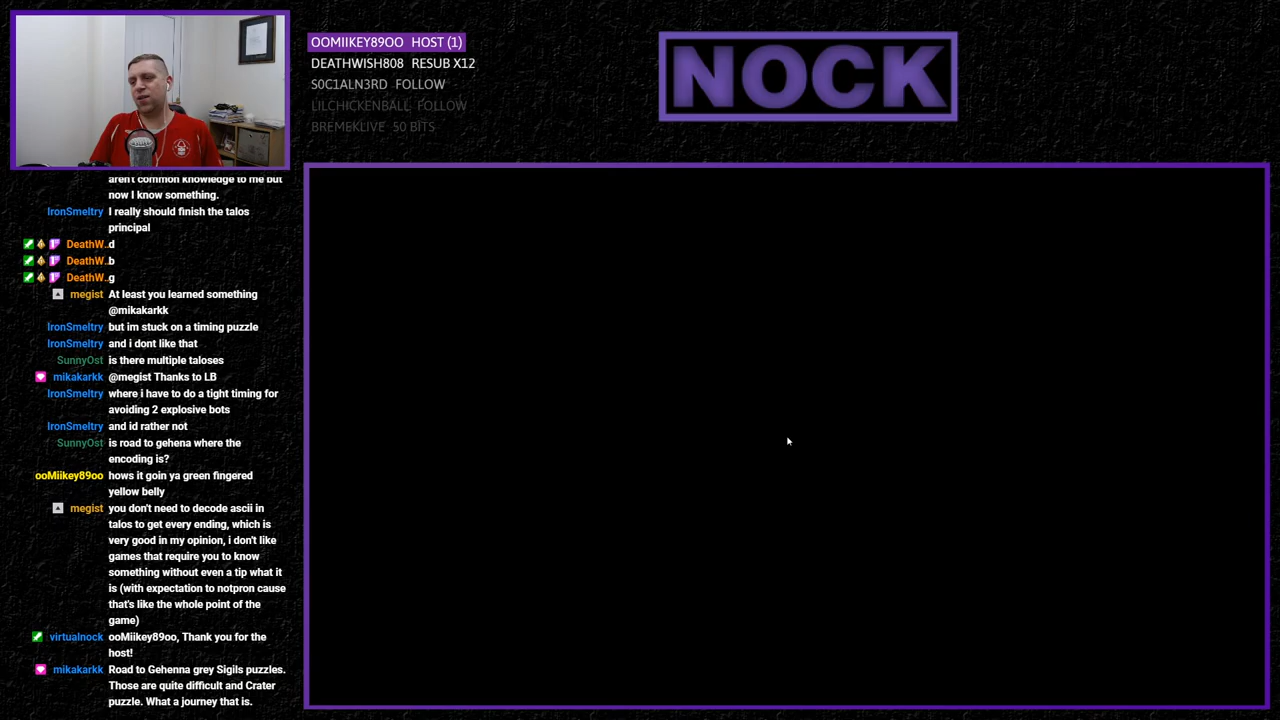 OOMIIKEY89OO HOST (1)
DEATHWISH808 RESUB X12
S0C1ALN3RD FOLLOW
LILCHICKENBALL FOLLOW
BREMEKLIVE 50 BITS
NOCK
aren't common knowledge to me but
now I know something.
IronSmeltry I really should finish the talos
principal
DeathW.. d
DeathW.. b
DeathW.. g
megist At least you learned something
@mikakarkk
IronSmeltry but im stuck on a timing puzzle
IronSmeltry and i dont like that
SunnyOst is there multiple taloses
mikakarkk @megist Thanks to LB
IronSmeltry where i have to do a tight timing for
avoiding 2 explosive bots
IronSmeltry and id rather not
SunnyOst is road to gehena where the
encoding is?
ooMiikey89oo hows it goin ya green fingered
yellow belly
megist you don't need to decode ascii in
talos to get every ending, which is
very good in my opinion, i don't like
games that require you to know
something without even a tip what it
is (with expectation to notpron cause
that's like the whole point of the
game)
virtualnock ooMiikey89oo, Thank you for the
host!
mikakarkk Road to Gehenna grey Sigils puzzles.
Those are quite difficult and Crater
puzzle. What a journey that is.